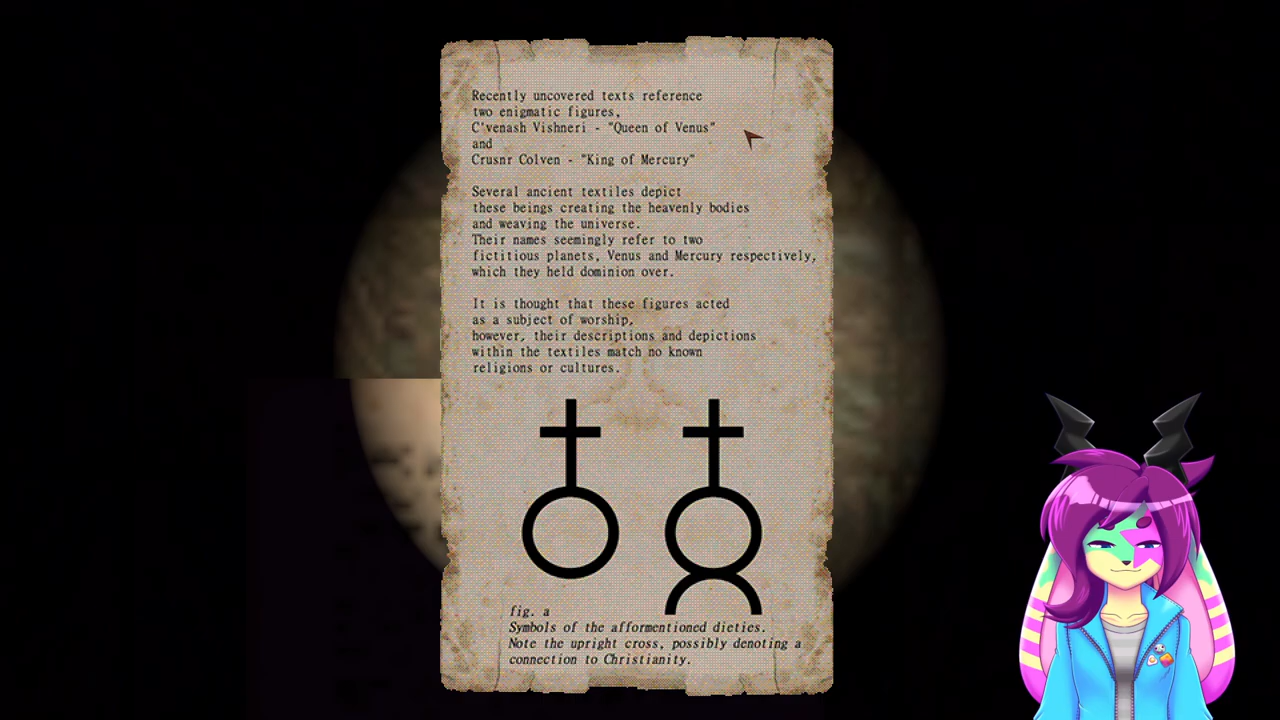 Recently uncovered texts reference
two enigmatic figures,
C'venash Vishneri - "Queen of Venus"
and
Crusnr Colven - "King of Mercury"
Several ancient textiles depict
these beings creating the heavenly bodies
and weaving the universe.
Their names seemingly refer to two
fictitious planets, Venus and Mercury respectively,
which they held dominion over.
It is thought that these figures acted
as a subject of worship,
however, their descriptions and depictions
within the textiles match no known
religions or cultures.
fig. a
Symbols of the afformentioned dieties.
Note the upright cross, possibly denoting a
connection to Christianity.